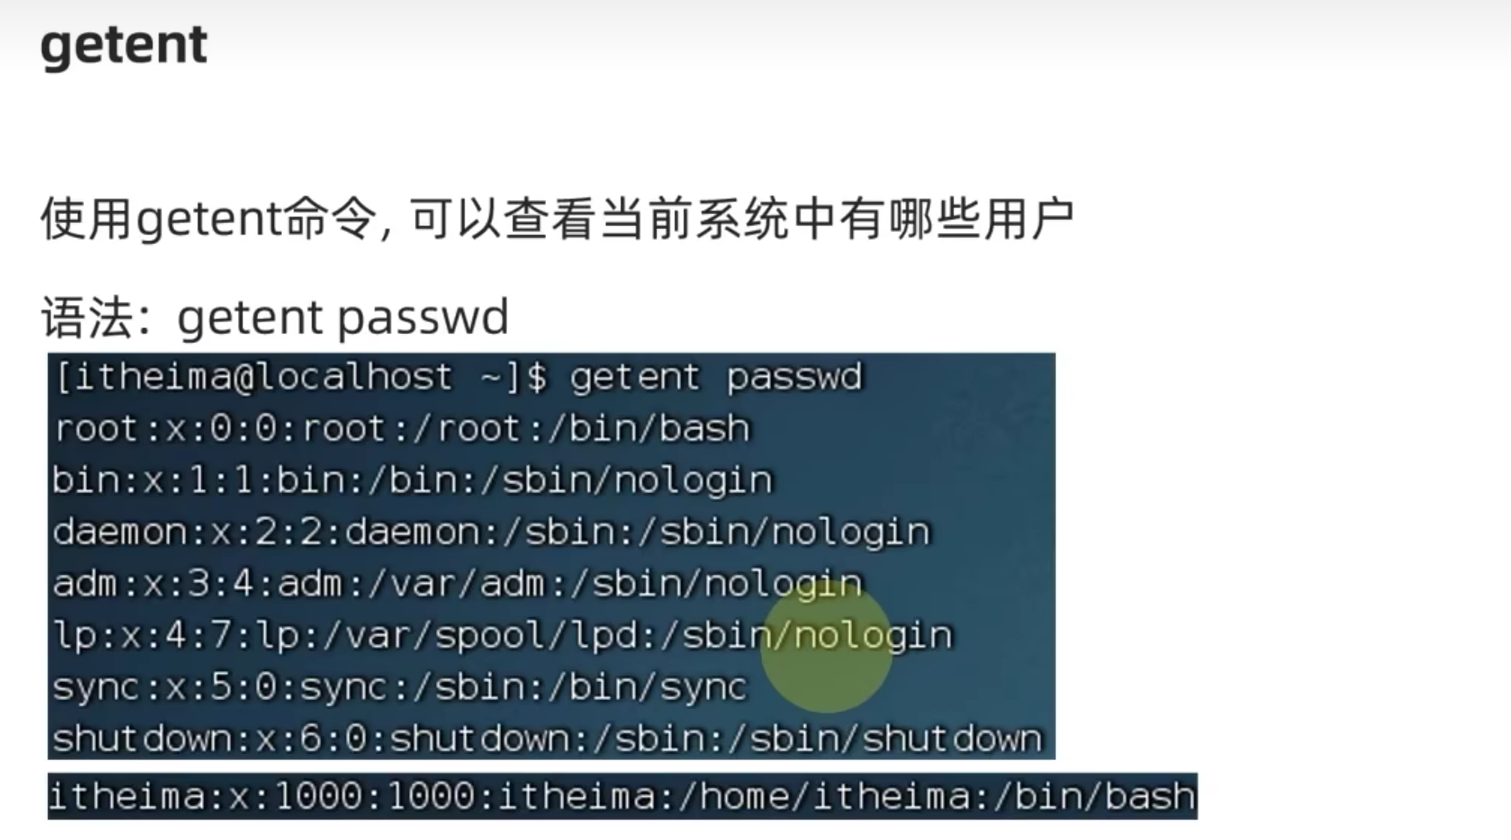 getent
使用getent命令, 可以查看当前系统中有哪些用户
语法：getent passwd
[itheima@localhost ~]$ getent passwd
root:x:0:0:root:/root:/bin/bash
bin:x:1:1:bin:/bin:/sbin/nologin
daemon:x:2:2:daemon:/sbin:/sbin/nologin
adm:x:3:4:adm:/var/adm:/sbin/nologin
lp:x:4:7:lp:/var/spool/lpd:/sbin/nologin
sync:x:5:0:sync:/sbin:/bin/sync
shutdown:x:6:0:shutdown:/sbin:/sbin/shutdown
itheima:x:1000:1000:itheima:/home/itheima:/bin/bash